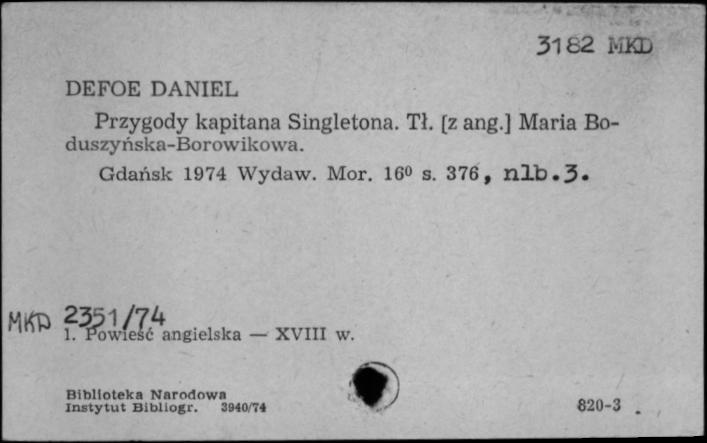 3182 MKD
DEFOE DANIEL
Przygody kapitana Singletona. Tł. [z ang.] Maria Bo-
duszyńska-Borowikowa.
Gdańsk 1974 Wydaw. Mor. 16⁰ s. 376, nlb.3.
MKD 2351/74
1. Powieść angielska — XVIII w.
Biblioteka Narodowa
Instytut Bibliogr. 3940/74
820-3